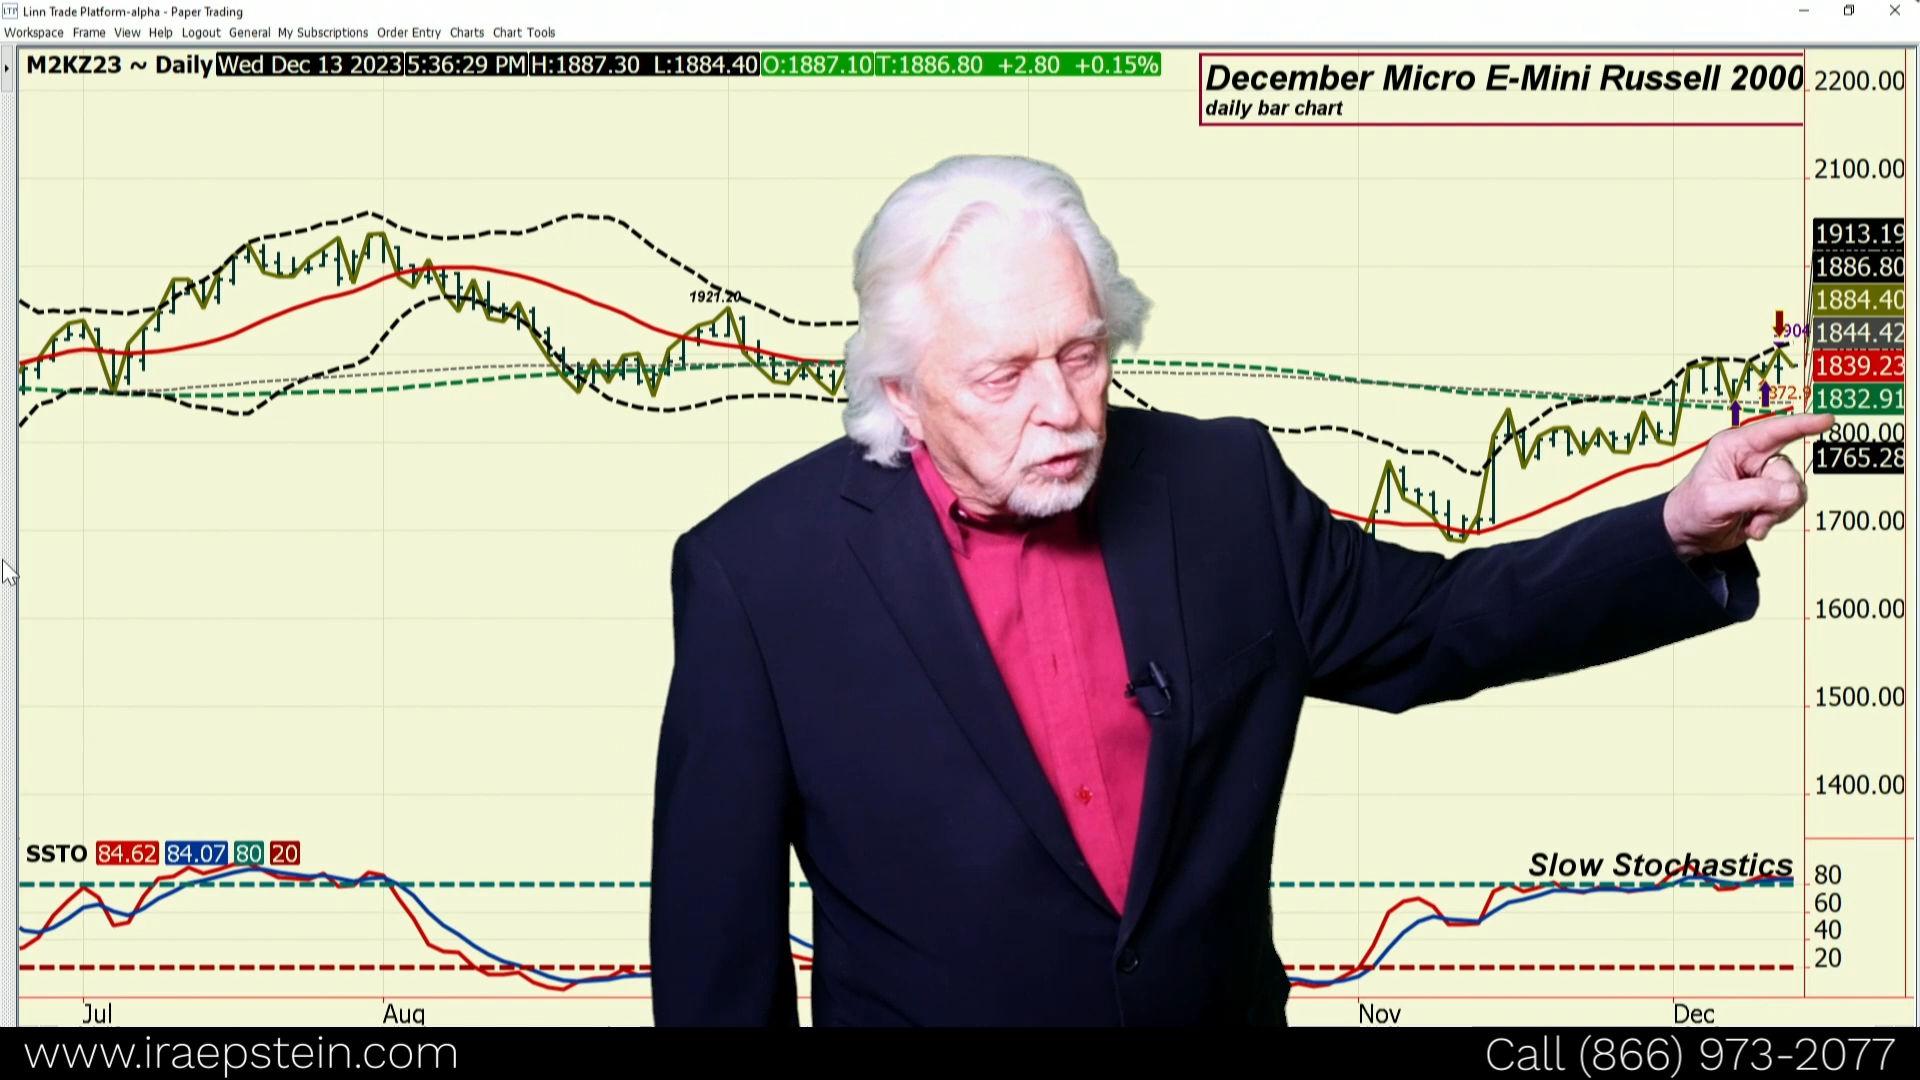 LTP Linn Trade Platform-alpha - Paper Trading
Workspace Frame View Help Logout General My Subscriptions Order Entry Charts Chart Tools
M2KZ23 ~ Daily Wed Dec 13 2023 5:36:29 PM H:1887.30 L:1884.40 O:1887.10 T:1886.80 +2.80 +0.15%
December Micro E-Mini Russell 2000
daily bar chart
2200.00
2100.00
1913.19
1886.80
1884.40
1844.42
1839.23
1832.91
1800.00
1765.28
1700.00
1600.00
1500.00
1400.00
1921.20
SSTO 84.62 84.07 80 20
Slow Stochastics
80
60
40
20
Jul Aug Nov Dec
www.iraepstein.com Call (866) 973-2077